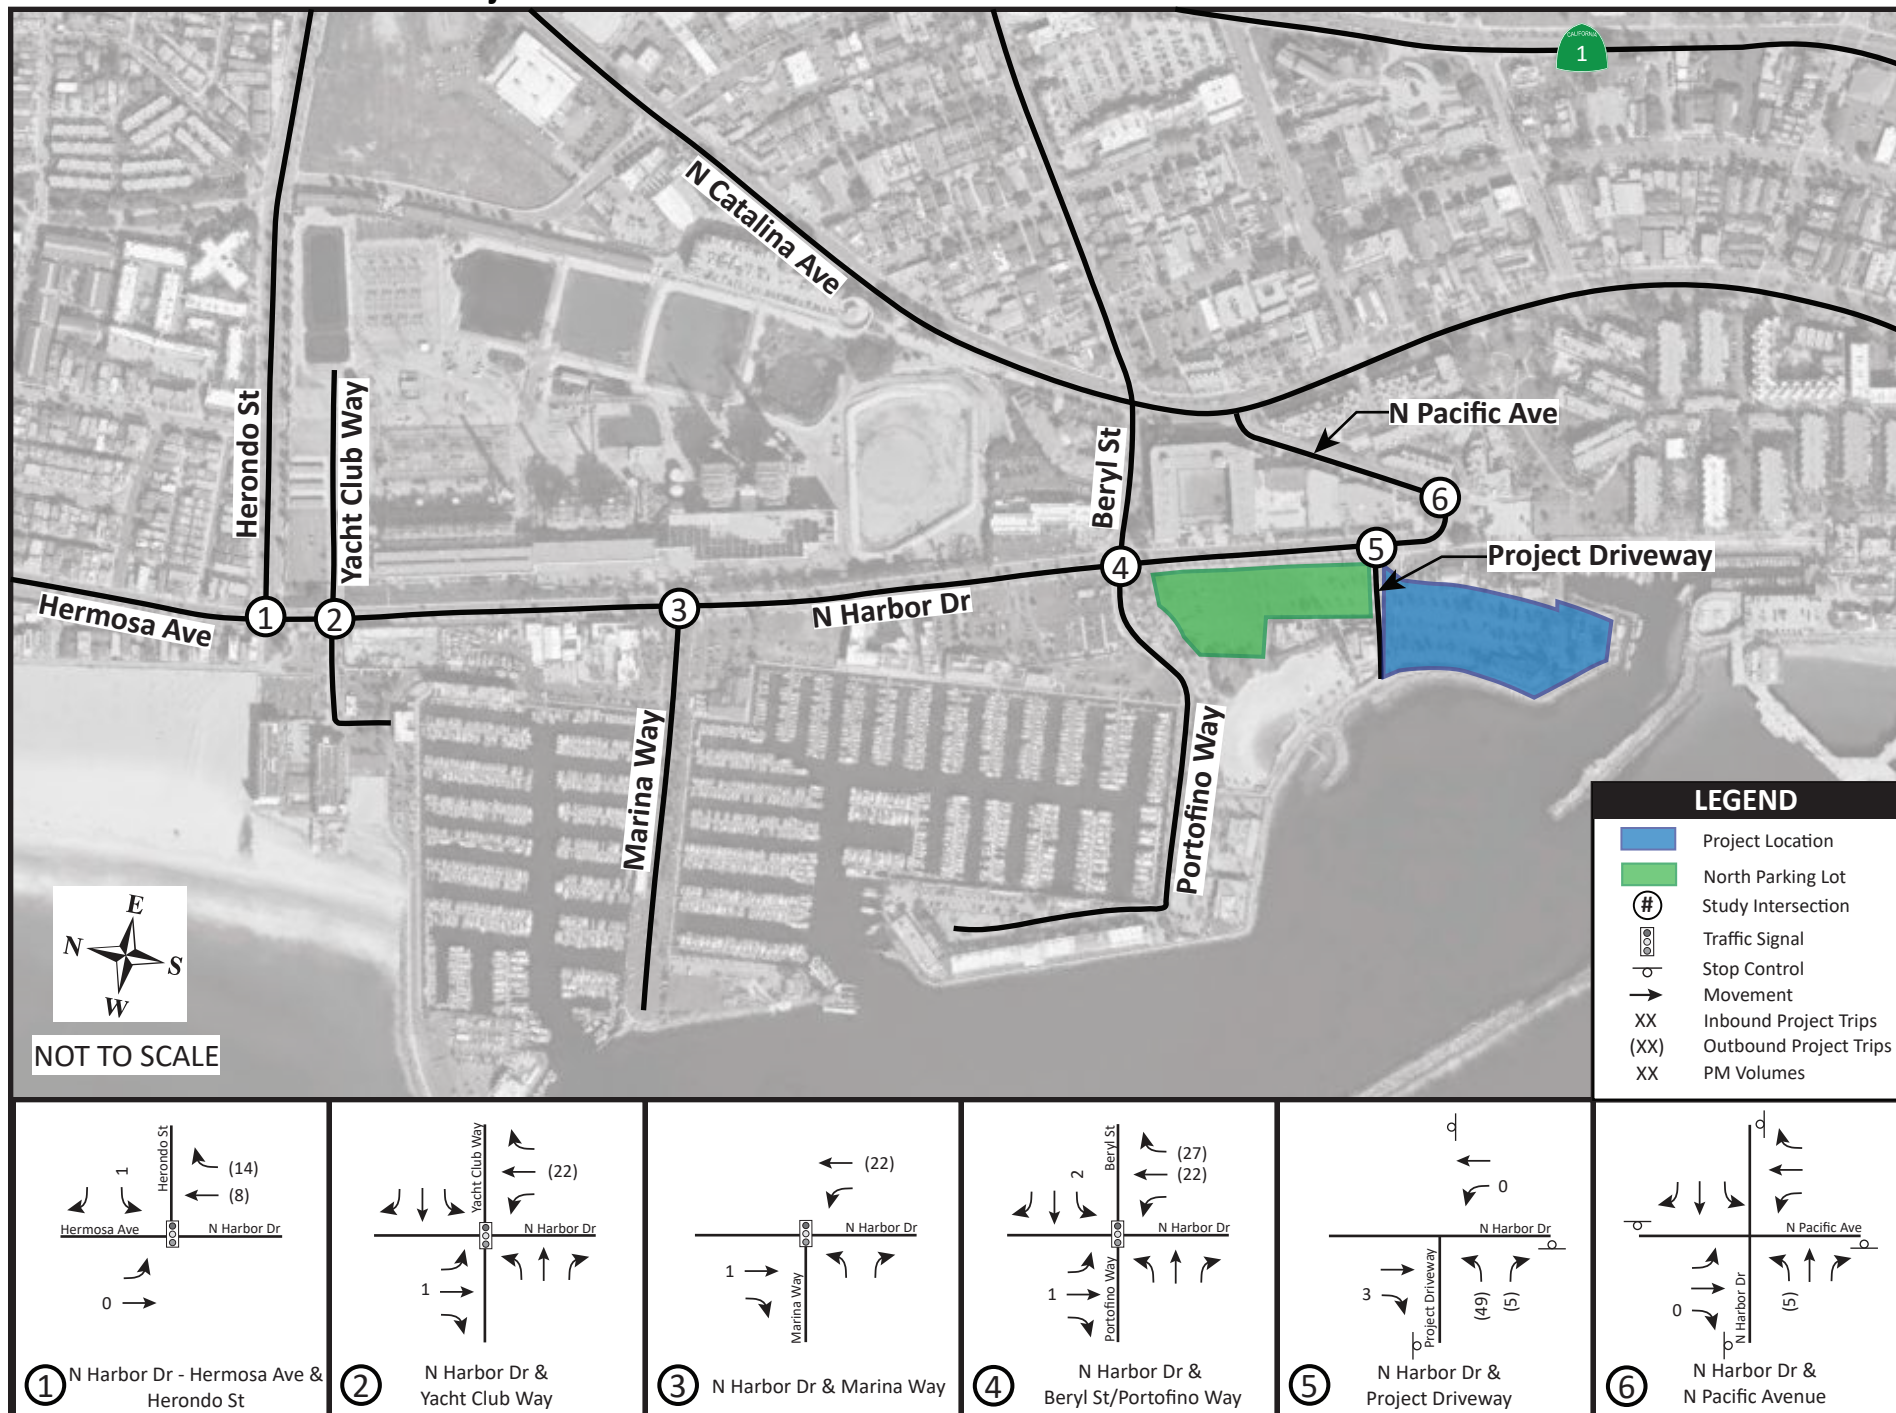 CALIFORNIA
1
N Catalina Ave
N Pacific Ave
Herondo St
Yacht Club Way
Beryl St
6
5
Project Driveway
4
Hermosa Ave
1
2
3
N Harbor Dr
Marina Way
Portofino Way
E
N
S
W
NOT TO SCALE
LEGEND
Project Location
North Parking Lot
# Study Intersection
Traffic Signal
Stop Control
Movement
XX Inbound Project Trips
(XX) Outbound Project Trips
XX PM Volumes
Herondo St
1
(14)
(8)
Hermosa Ave
N Harbor Dr
0
1 N Harbor Dr - Hermosa Ave &
Herondo St
Yacht Club Way
(22)
N Harbor Dr
1
2 N Harbor Dr &
Yacht Club Way
(22)
N Harbor Dr
1
Marina Way
3 N Harbor Dr & Marina Way
Beryl St
2
(27)
(22)
N Harbor Dr
1
Portofino Way
4 N Harbor Dr &
Beryl St/Portofino Way
0
N Harbor Dr
3
Project Driveway
(49)
(5)
5 N Harbor Dr &
Project Driveway
N Pacific Ave
0
N Harbor Dr
(5)
6 N Harbor Dr &
N Pacific Avenue